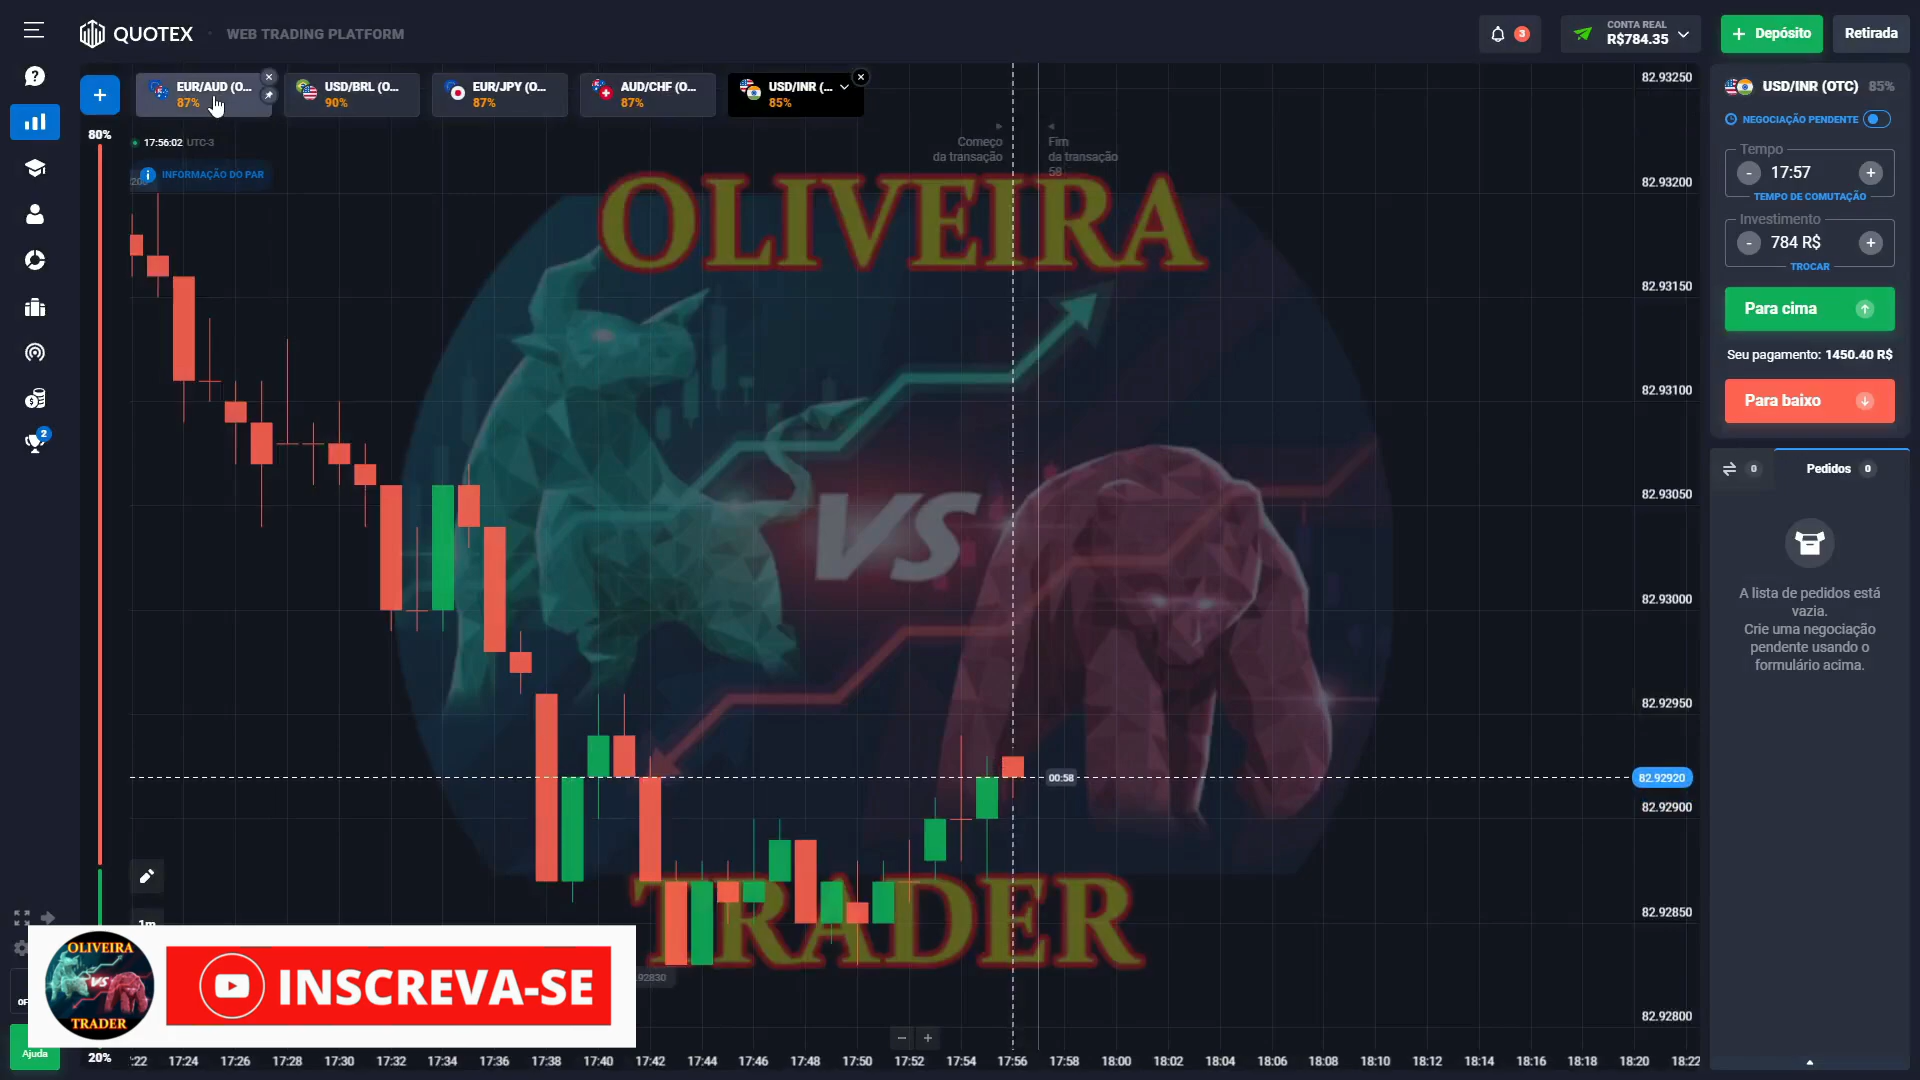 QUOTEX
WEB TRADING PLATFORM
3
CONTA REAL
R$784.35
+ Depósito
Retirada
+
EUR/AUD (O...
87%
USD/BRL (O...
90%
EUR/JPY (O...
87%
AUD/CHF (O...
87%
USD/INR (...
85%
80%
17:56:02 UTC-3
INFORMAÇÃO DO PAR
Começo
da transação
Fim
da transação
58
OLIVEIRA
VS
TRADER
00:58
82.93250
82.93200
82.93150
82.93100
82.93050
82.93000
82.92950
82.92920
82.92900
82.92850
82.92800
USD/INR (OTC) 85%
NEGOCIAÇÃO PENDENTE
Tempo
- 17:57 +
TEMPO DE COMUTAÇÃO
Investimento
- 784 R$ +
TROCAR
Para cima
Seu pagamento: 1450.40 R$
Para baixo
0
Pedidos 0
A lista de pedidos está
vazia.
Crie uma negociação
pendente usando o
formulário acima.
2
1m
OLIVEIRA
VS
TRADER
INSCREVA-SE
Ajuda
20%
:22 17:24 17:26 17:28 17:30 17:32 17:34 17:36 17:38 17:40 17:42 17:44 17:46 17:48 17:50 17:52 17:54 17:56 17:58 18:00 18:02 18:04 18:06 18:08 18:10 18:12 18:14 18:16 18:18 18:20 18:22